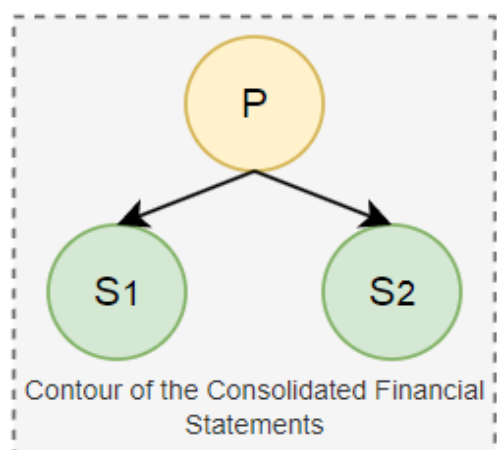 P
S1
S2
Contour of the Consolidated Financial
Statements